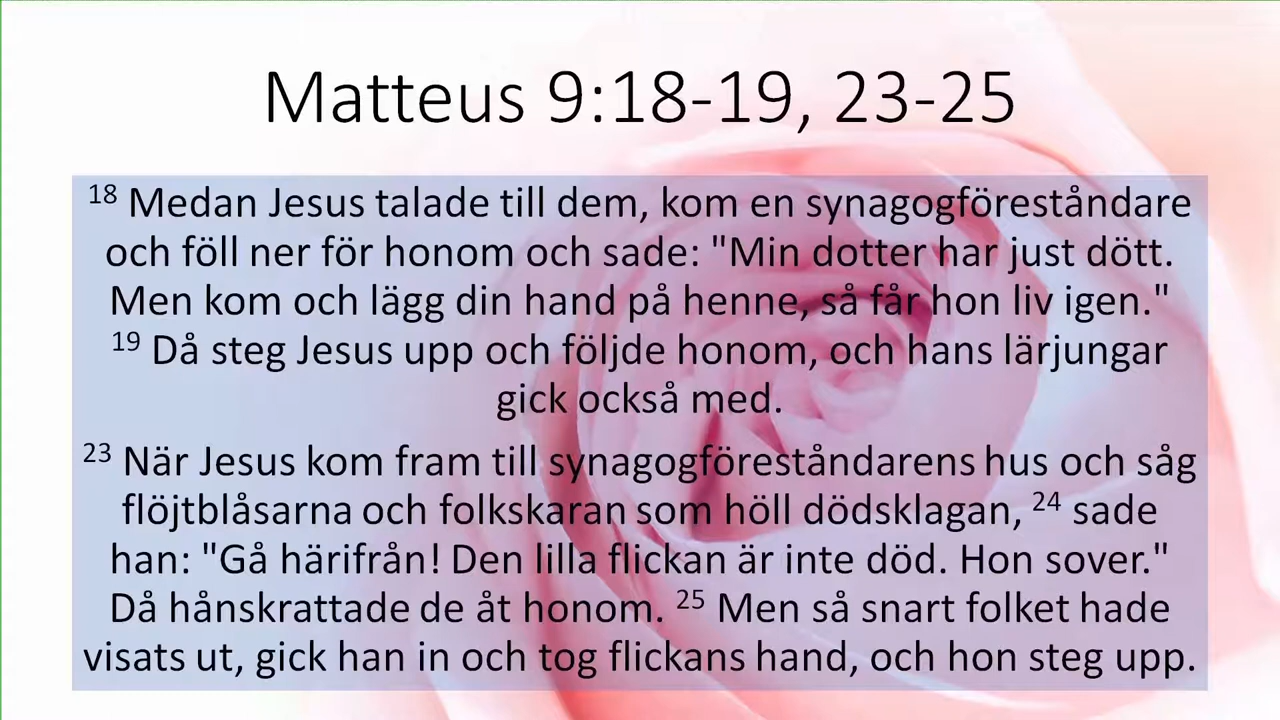 Matteus 9:18-19, 23-25
18 Medan Jesus talade till dem, kom en synagogföreståndare
och föll ner för honom och sade: "Min dotter har just dött.
Men kom och lägg din hand på henne, så får hon liv igen."
19 Då steg Jesus upp och följde honom, och hans lärjungar
gick också med.
23 När Jesus kom fram till synagogföreståndarens hus och såg
flöjtblåsarna och folkskaran som höll dödsklagan, 24 sade
han: "Gå härifrån! Den lilla flickan är inte död. Hon sover."
Då hånskrattade de åt honom. 25 Men så snart folket hade
visats ut, gick han in och tog flickans hand, och hon steg upp.